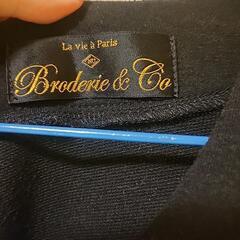 La vie à Paris
Broderie & Co